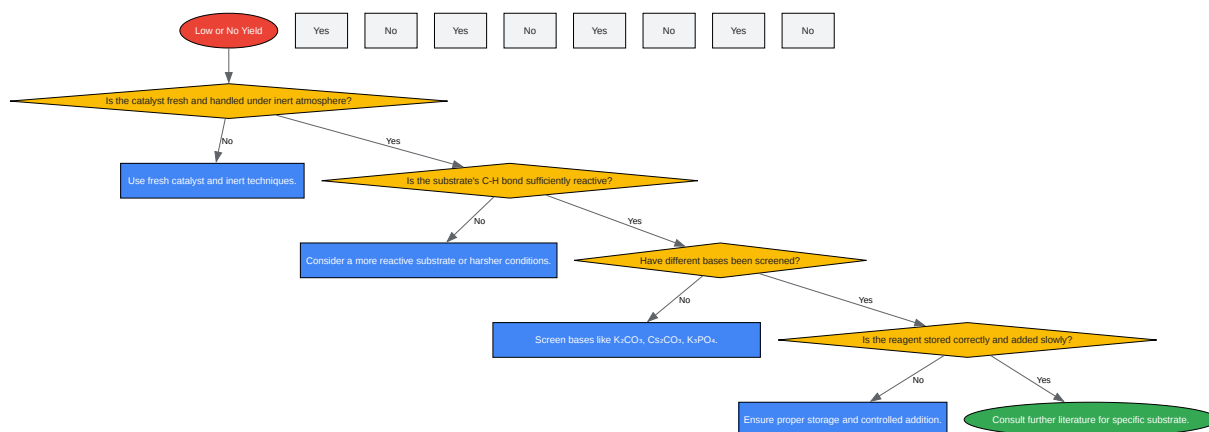 Low or No Yield
Yes
No
Yes
No
Yes
No
Yes
No
Is the catalyst fresh and handled under inert atmosphere?
No
Yes
Use fresh catalyst and inert techniques.
Is the substrate's C-H bond sufficiently reactive?
No
Yes
Consider a more reactive substrate or harsher conditions.
Have different bases been screened?
No
Yes
Screen bases like K₂CO₃, Cs₂CO₃, K₃PO₄.
Is the reagent stored correctly and added slowly?
No
Yes
Ensure proper storage and controlled addition.
Consult further literature for specific substrate.